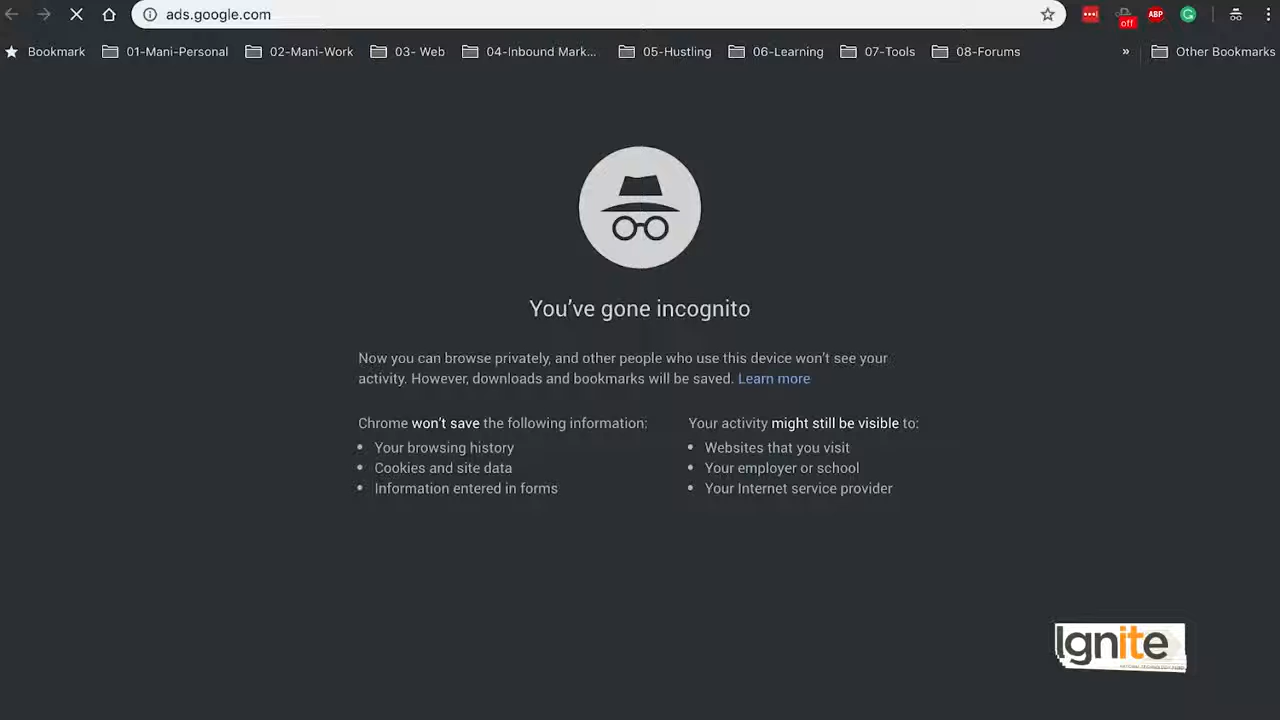 ads.google.com
off
ABP
Bookmark 01-Mani-Personal 02-Mani-Work 03- Web 04-Inbound Mark... 05-Hustling 06-Learning 07-Tools 08-Forums » Other Bookmarks
You've gone incognito
Now you can browse privately, and other people who use this device won't see your
activity. However, downloads and bookmarks will be saved. Learn more
Chrome won't save the following information:
• Your browsing history
• Cookies and site data
• Information entered in forms
Your activity might still be visible to:
• Websites that you visit
• Your employer or school
• Your Internet service provider
Ignite